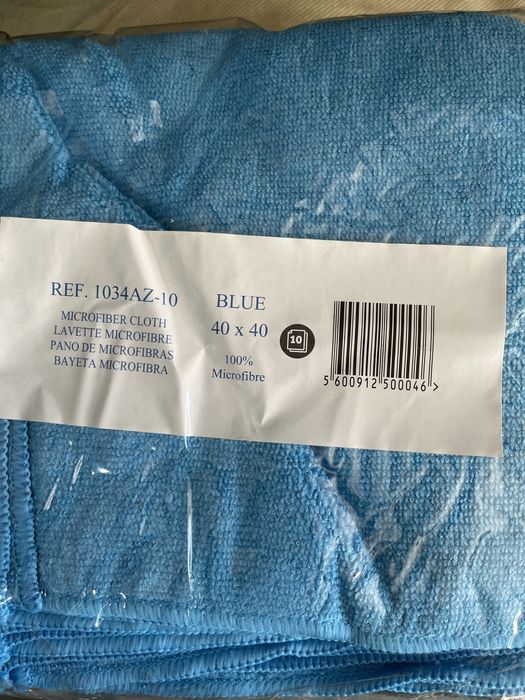 REF. 1034AZ-10
MICROFIBER CLOTH
LAVETTE MICROFIBRE
PANO DE MICROFIBRAS
BAYETA MICROFIBRA
BLUE
40 x 40
100%
Microfibre
10
5 600912 500046 >